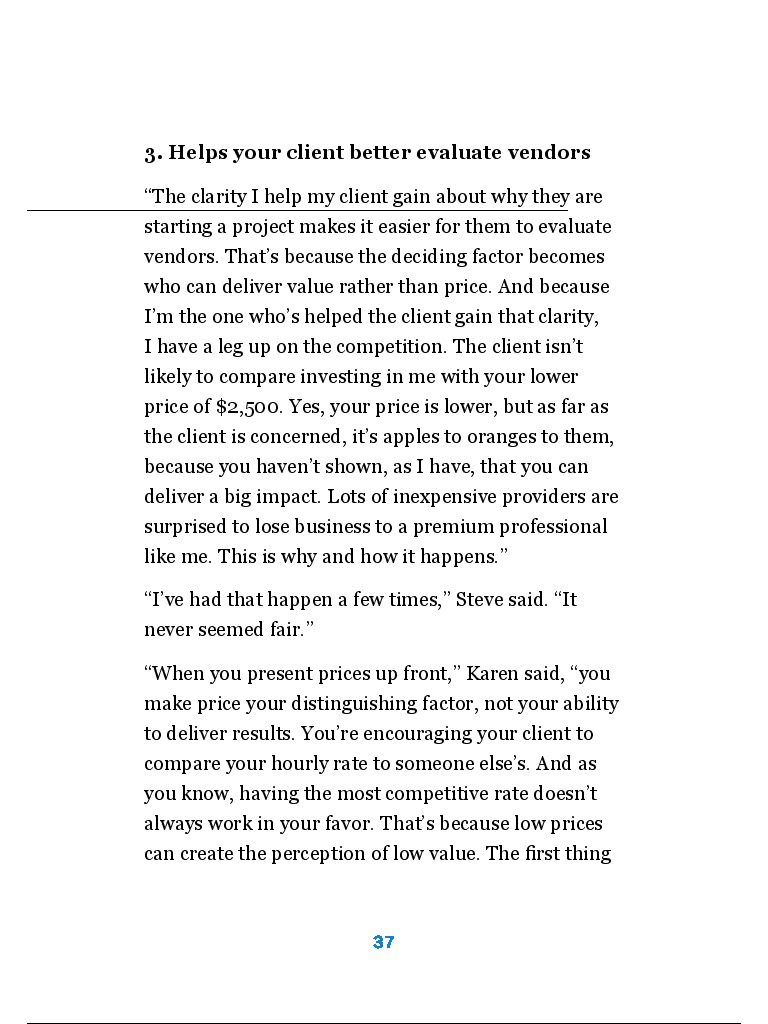 3. Helps your client better evaluate vendors
“The clarity I help my client gain about why they are
starting a project makes it easier for them to evaluate
vendors. That’s because the deciding factor becomes
who can deliver value rather than price. And because
I’m the one who’s helped the client gain that clarity,
I have a leg up on the competition. The client isn’t
likely to compare investing in me with your lower
price of $2,500. Yes, your price is lower, but as far as
the client is concerned, it’s apples to oranges to them,
because you haven’t shown, as I have, that you can
deliver a big impact. Lots of inexpensive providers are
surprised to lose business to a premium professional
like me. This is why and how it happens.”
“I’ve had that happen a few times,” Steve said. “It
never seemed fair.”
“When you present prices up front,” Karen said, “you
make price your distinguishing factor, not your ability
to deliver results. You’re encouraging your client to
compare your hourly rate to someone else’s. And as
you know, having the most competitive rate doesn’t
always work in your favor. That’s because low prices
can create the perception of low value. The first thing
37